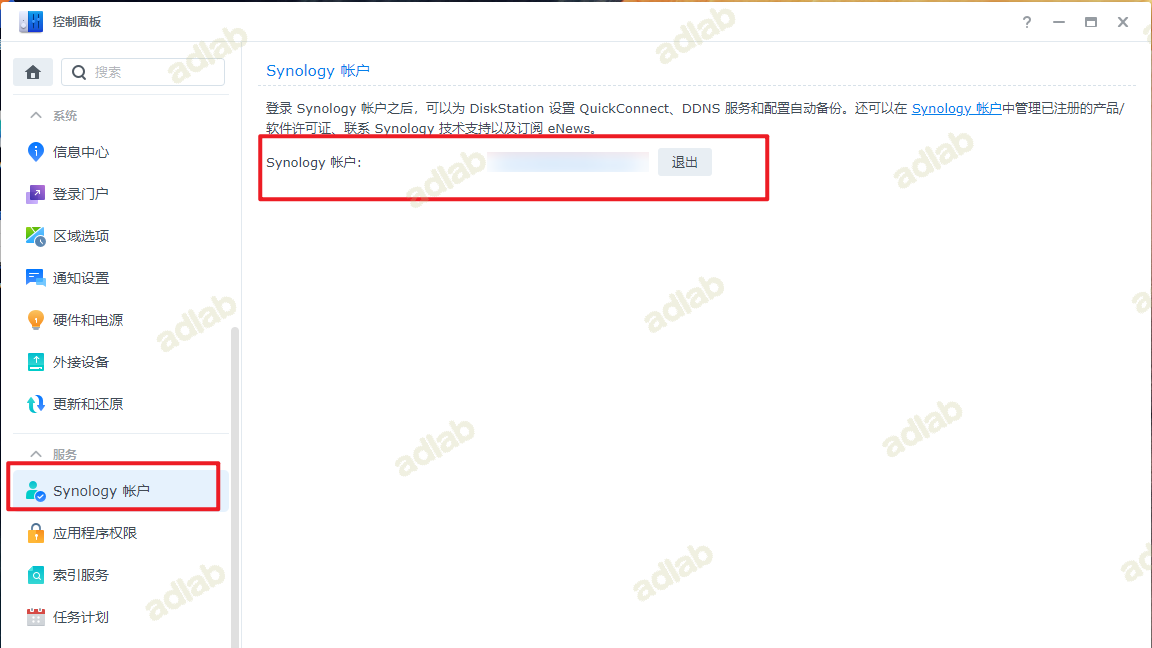 控制面板
?
搜索
Synology 帐户
登录 Synology 帐户之后，可以为 DiskStation 设置 QuickConnect、DDNS 服务和配置自动备份。还可以在 Synology 帐户中管理已注册的产品/
软件许可证、联系 Synology 技术支持以及订阅 eNews。
Synology 帐户:
退出
系统
信息中心
登录门户
区域选项
通知设置
硬件和电源
外接设备
更新和还原
服务
Synology 帐户
应用程序权限
索引服务
任务计划
adlab
adlab
adlab
adlab
adlab
adlab
adlab
adlab
adlab
adlab